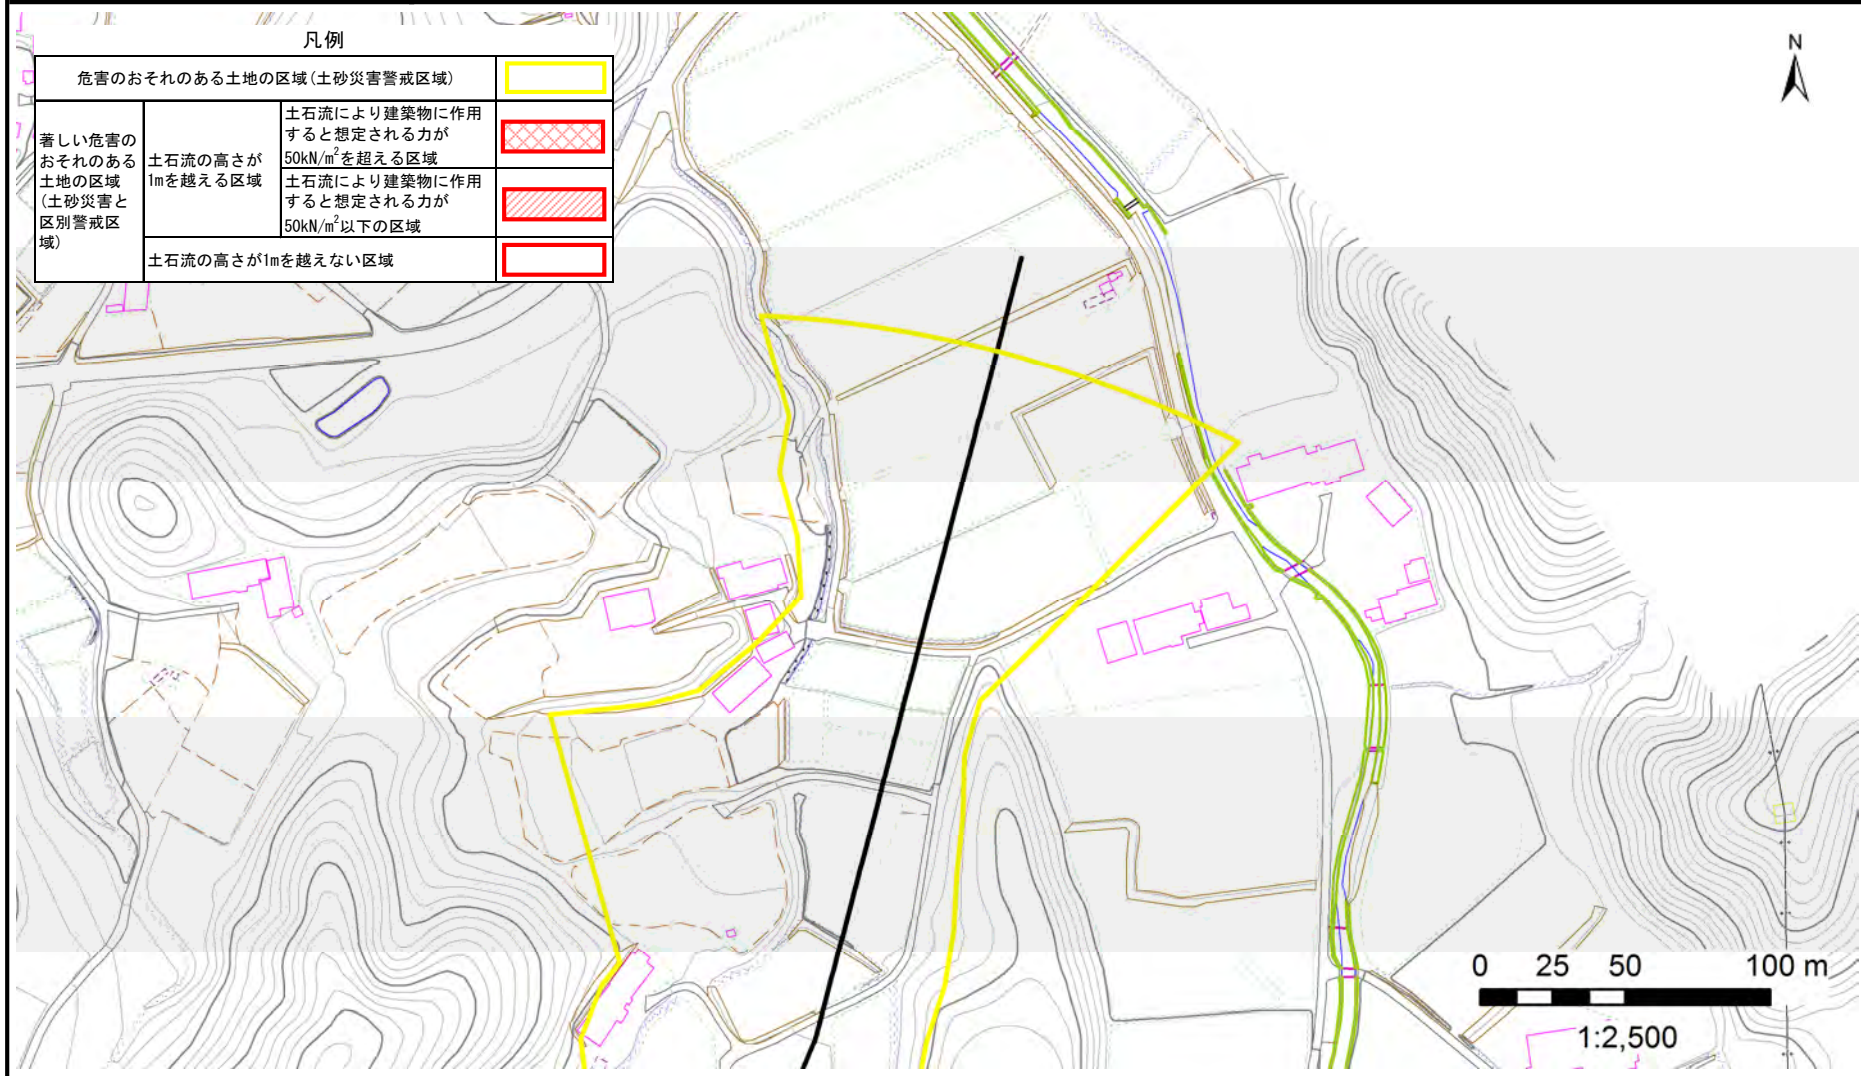 凡例
危害のおそれのある土地の区域(土砂災害警戒区域)
著しい危害の
おそれのある
土地の区域
(土砂災害と
区別警戒区
域)
土石流の高さが
1mを越える区域
土石流により建築物に作用
すると想定される力が
50kN/m²を超える区域
土石流により建築物に作用
すると想定される力が
50kN/m²以下の区域
土石流の高さが1mを越えない区域
N
0 25 50 100 m
1:2,500